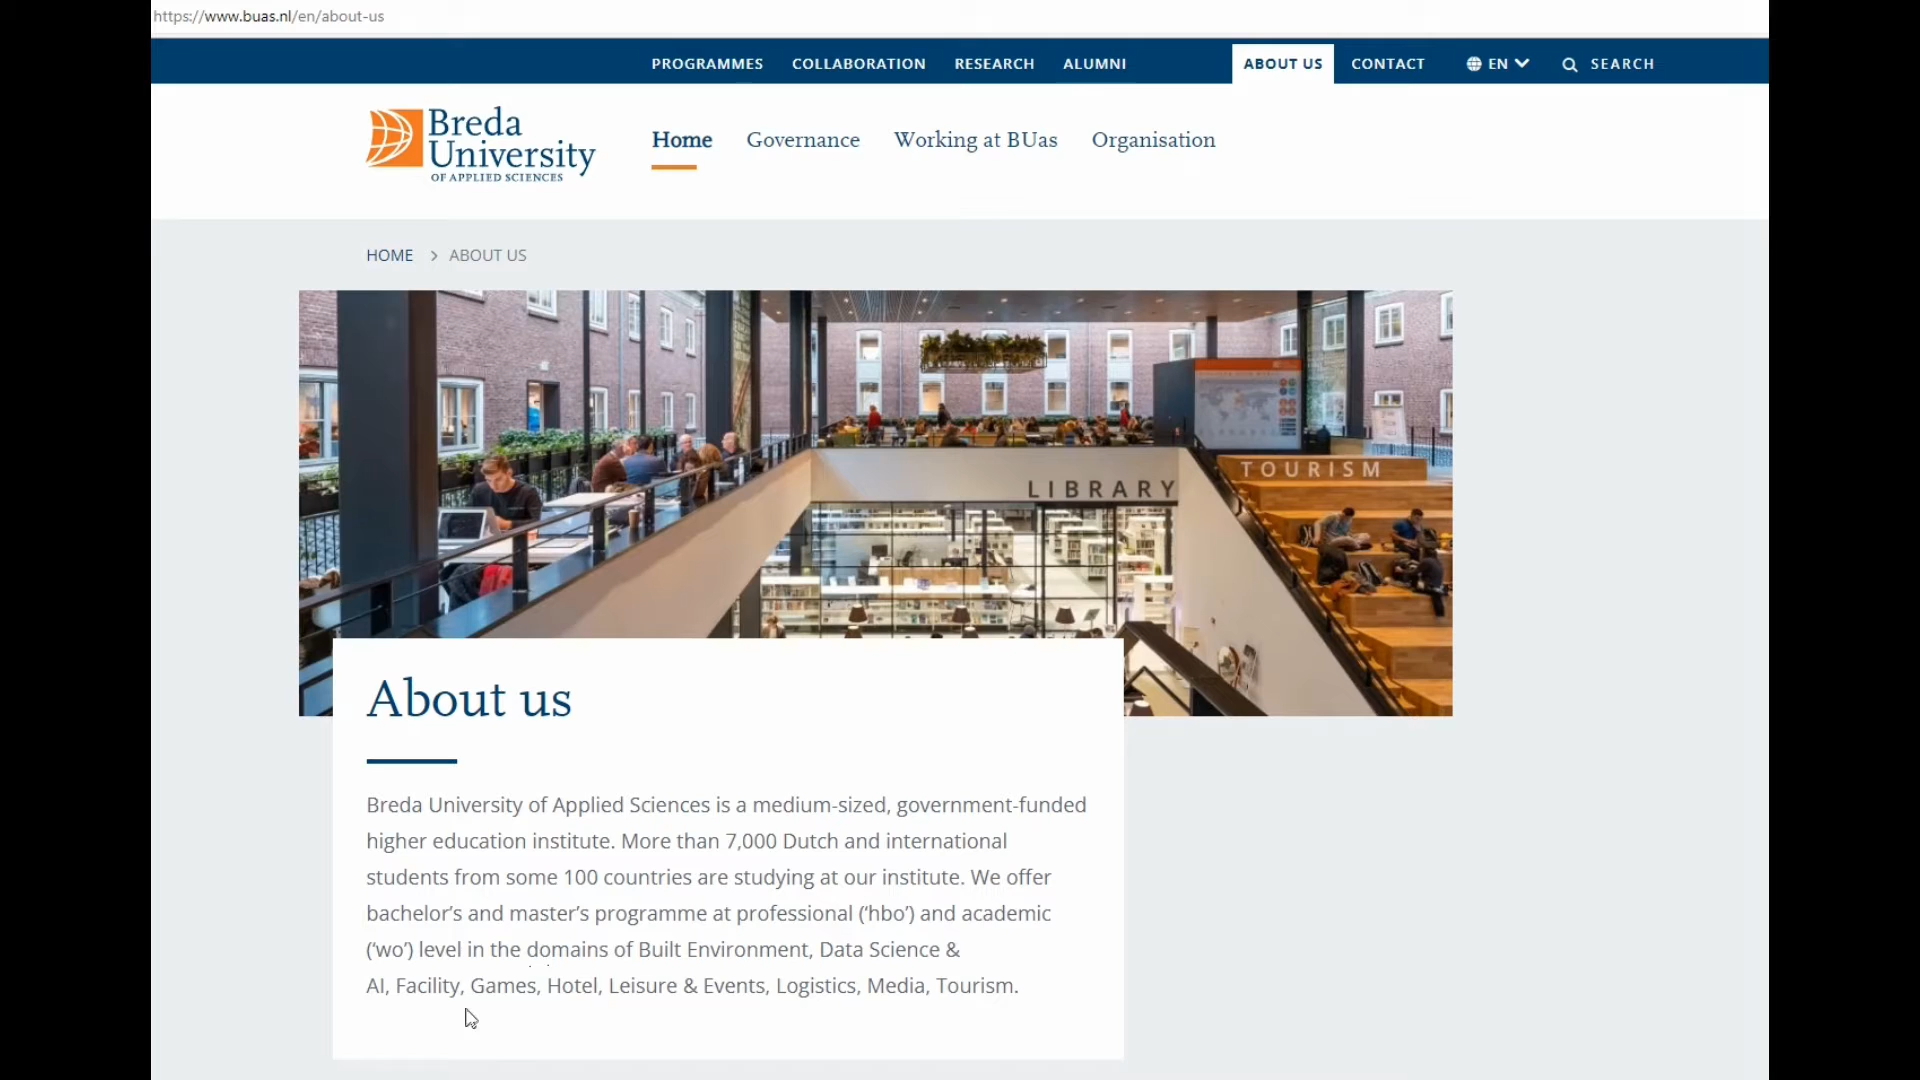 https://www.buas.nl/en/about-us
PROGRAMMES COLLABORATION RESEARCH ALUMNI ABOUT US CONTACT EN SEARCH
Breda
University
OF APPLIED SCIENCES
Home Governance Working at BUas Organisation
HOME > ABOUT US
LIBRARY
TOURISM
About us
Breda University of Applied Sciences is a medium-sized, government-funded
higher education institute. More than 7,000 Dutch and international
students from some 100 countries are studying at our institute. We offer
bachelor’s and master’s programme at professional (‘hbo’) and academic
(‘wo’) level in the domains of Built Environment, Data Science &
AI, Facility, Games, Hotel, Leisure & Events, Logistics, Media, Tourism.